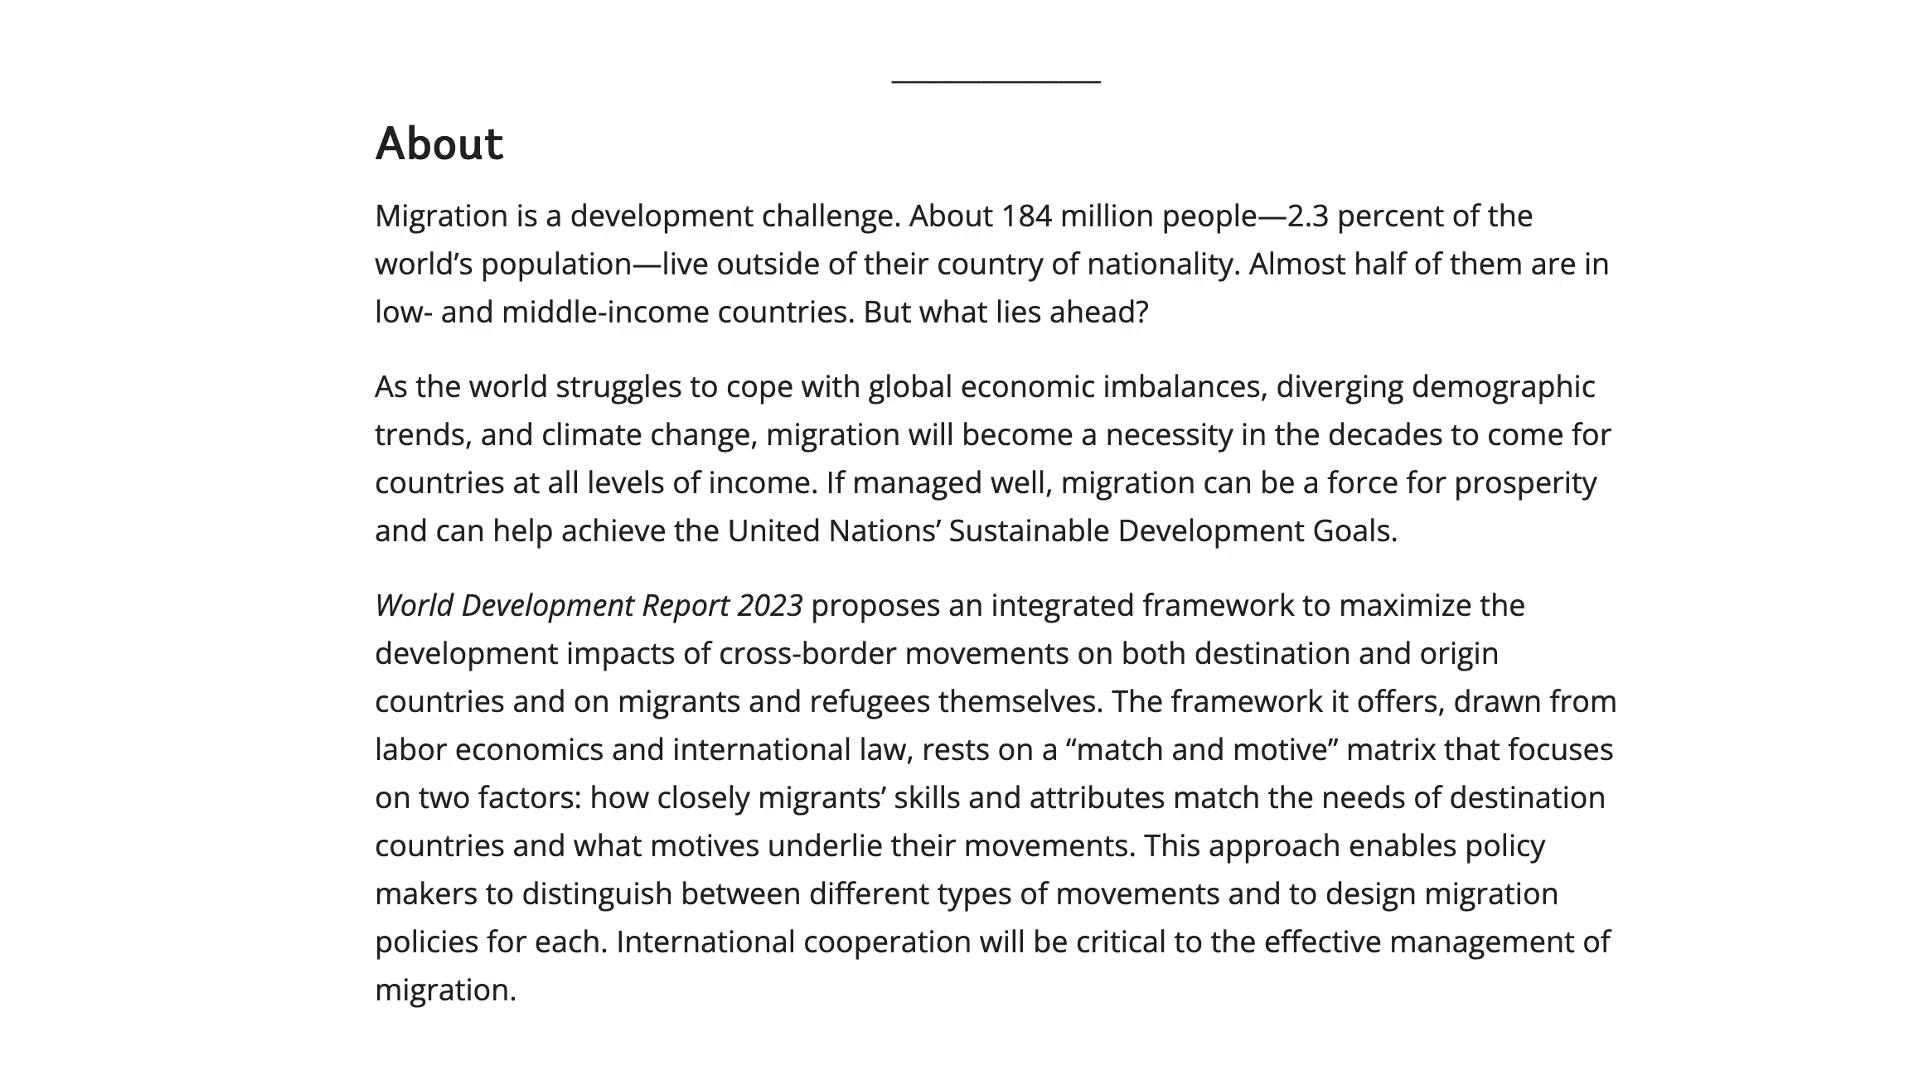 About
Migration is a development challenge. About 184 million people—2.3 percent of the
world’s population—live outside of their country of nationality. Almost half of them are in
low- and middle-income countries. But what lies ahead?
As the world struggles to cope with global economic imbalances, diverging demographic
trends, and climate change, migration will become a necessity in the decades to come for
countries at all levels of income. If managed well, migration can be a force for prosperity
and can help achieve the United Nations’ Sustainable Development Goals.
World Development Report 2023 proposes an integrated framework to maximize the
development impacts of cross-border movements on both destination and origin
countries and on migrants and refugees themselves. The framework it offers, drawn from
labor economics and international law, rests on a “match and motive” matrix that focuses
on two factors: how closely migrants’ skills and attributes match the needs of destination
countries and what motives underlie their movements. This approach enables policy
makers to distinguish between different types of movements and to design migration
policies for each. International cooperation will be critical to the effective management of
migration.